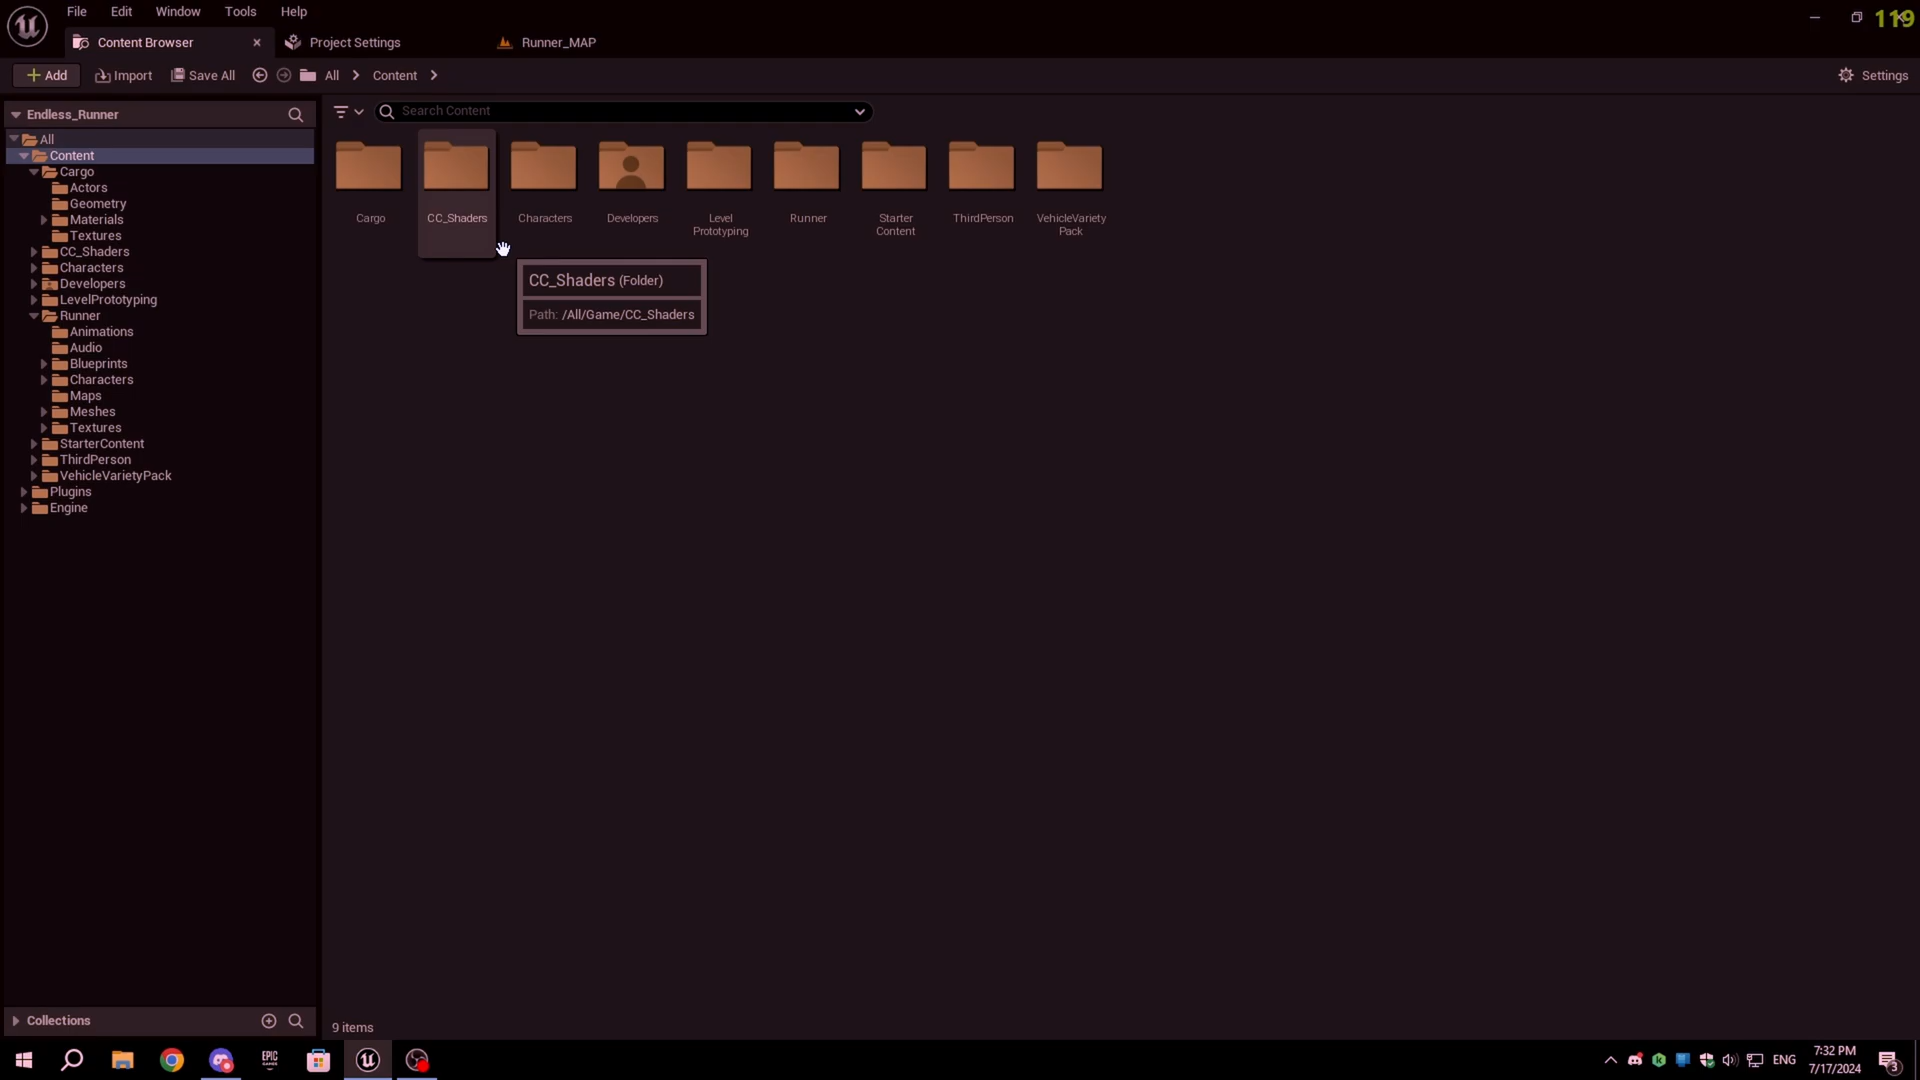 File Edit Window Tools Help
119
Content Browser
Project Settings
Runner_MAP
Add Import Save All All Content
Settings
Endless_Runner
Search Content
All
Content
Cargo
Actors
Geometry
Materials
Textures
CC_Shaders
Characters
Developers
LevelPrototyping
Runner
Animations
Audio
Blueprints
Characters
Maps
Meshes
Textures
StarterContent
ThirdPerson
VehicleVarietyPack
Plugins
Engine
Cargo
CC_Shaders
Characters
Developers
Level
Prototyping
Runner
Starter
Content
ThirdPerson
VehicleVariety
Pack
CC_Shaders (Folder)
Path: /All/Game/CC_Shaders
Collections
9 items
EPIC
GAMES
ENG
7:32 PM
7/17/2024
3